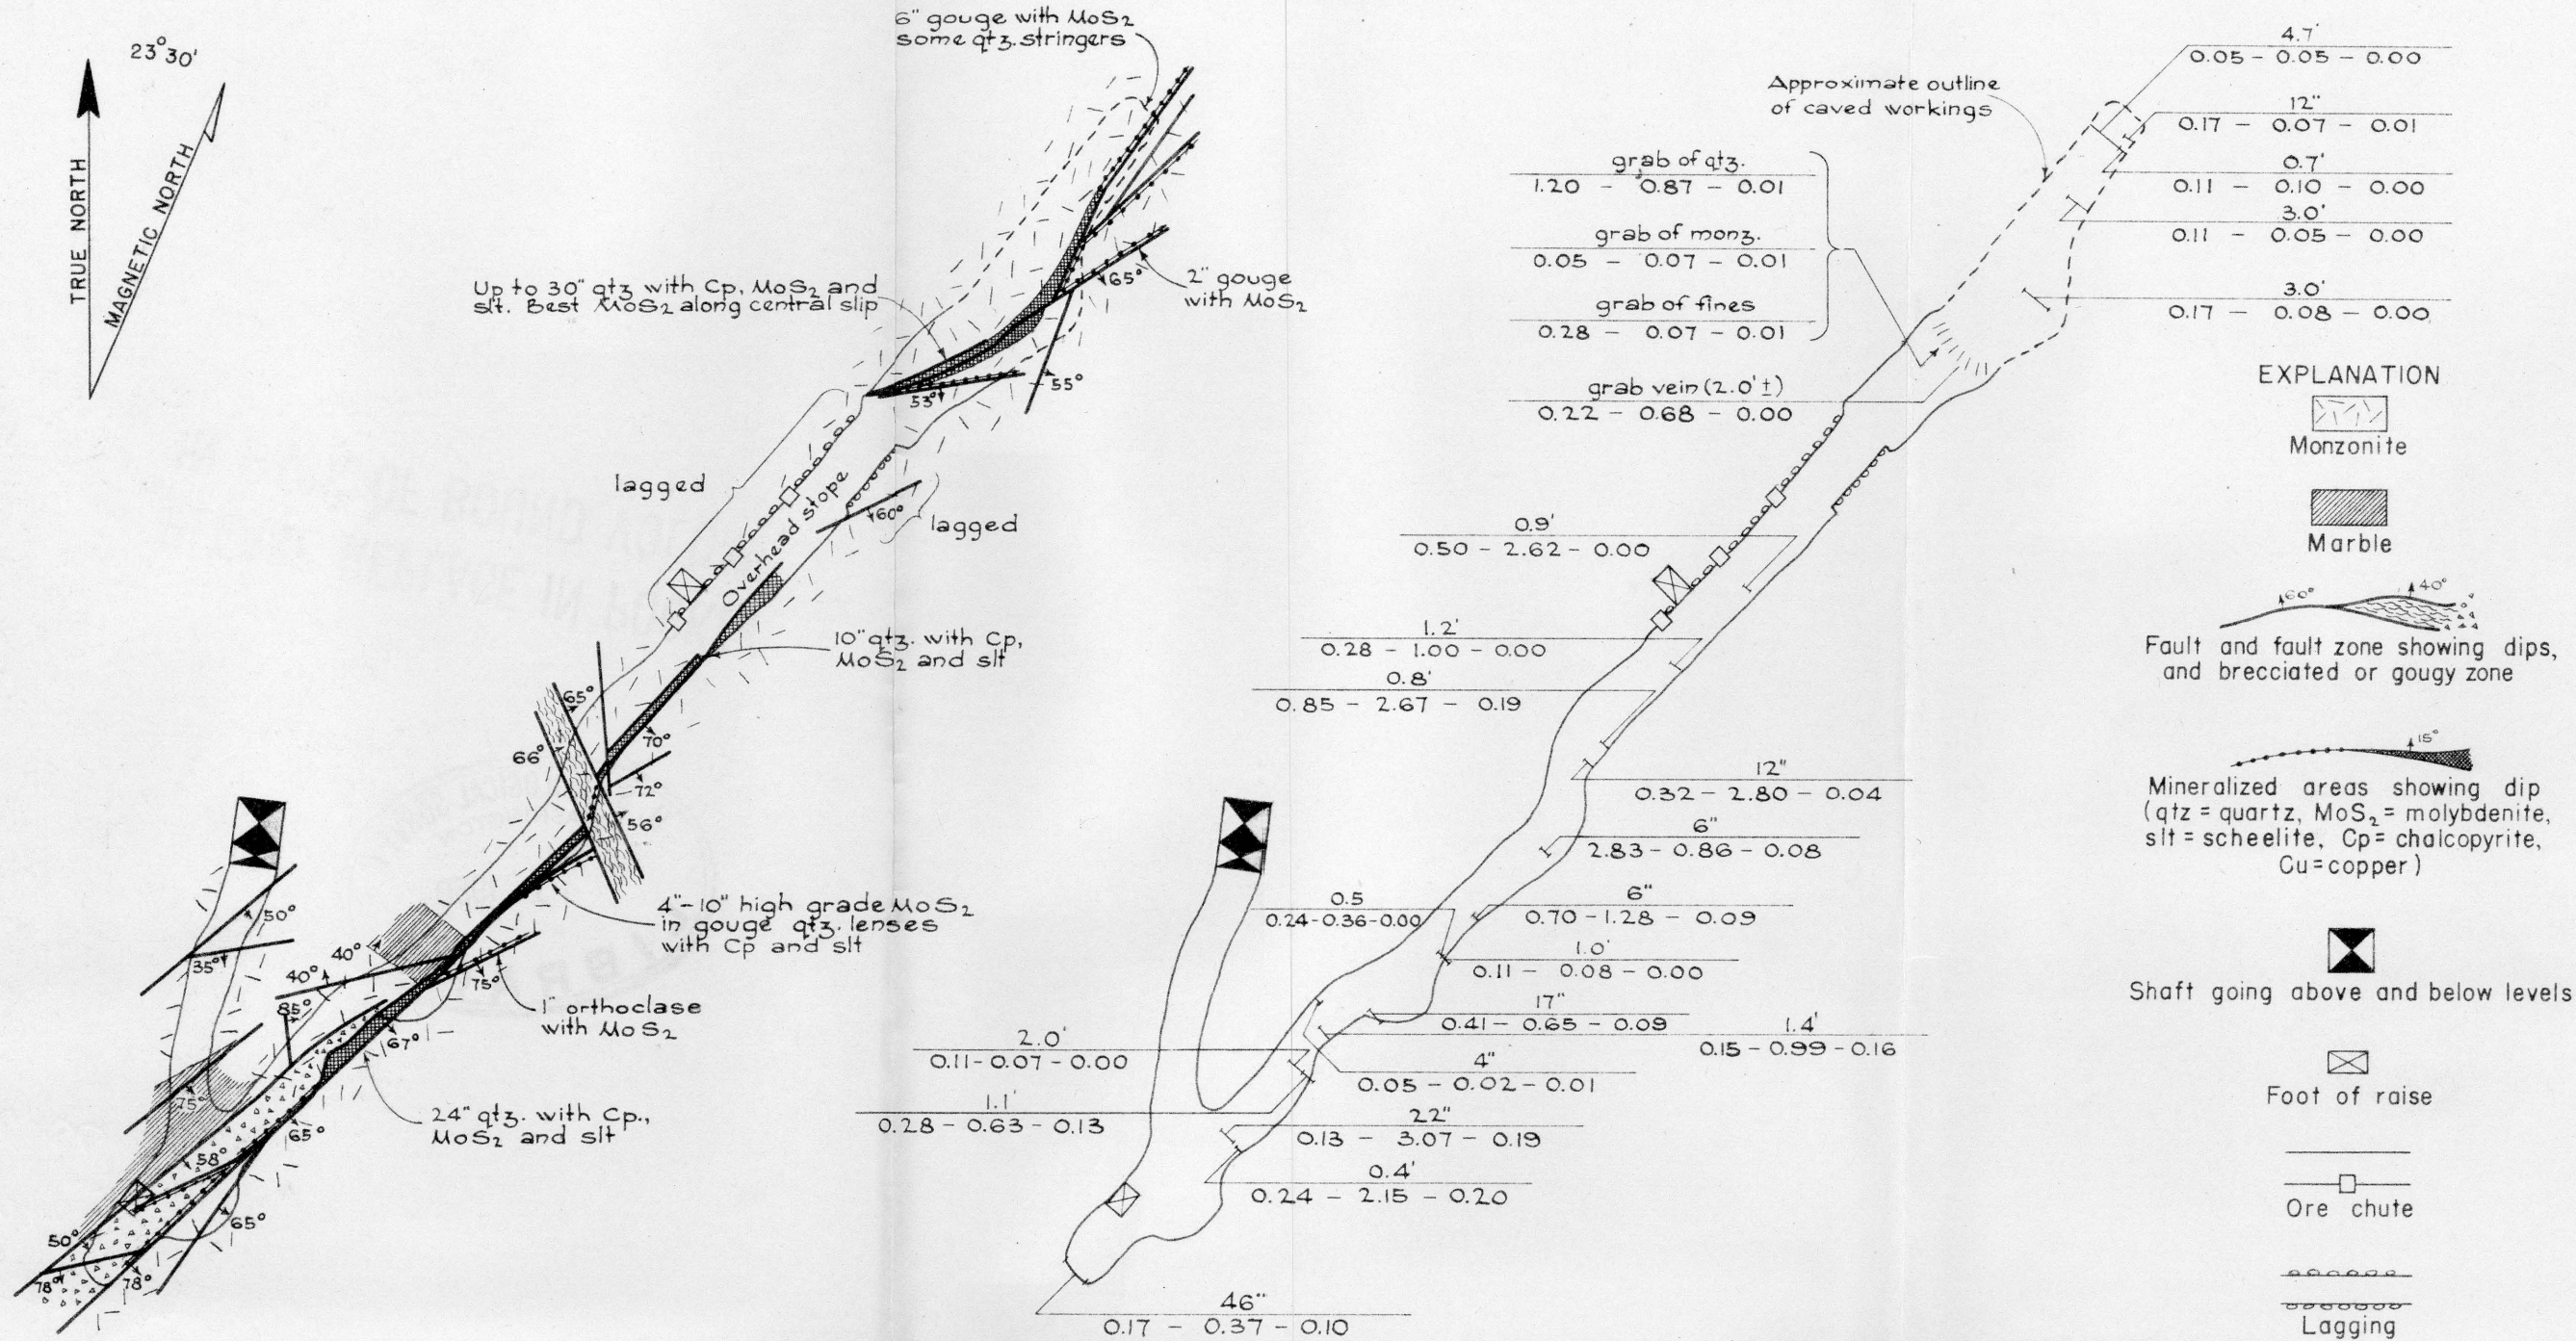 23°30'
TRUE NORTH
MAGNETIC NORTH
6" gouge with MoS₂
some qtz. stringers
Up to 30" qtz with Cp, MoS₂ and
slt. Best MoS₂ along central slip
65°
2" gouge
with MoS₂
53°
55°
lagged
Overhead stope
60°
lagged
10" qtz. with Cp,
MoS₂ and slt
65°
66°
70°
72°
56°
4"-10" high grade MoS₂
in gouge qtz. lenses
with Cp and slt
50°
35°
40°
40°
85°
75°
1" orthoclase
with MoS₂
67°
75°
24" qtz. with Cp.,
MoS₂ and slt
65°
58°
65°
50°
78°
78°
Approximate outline
of caved workings
grab of qtz.
1.20 - 0.87 - 0.01
grab of monz.
0.05 - 0.07 - 0.01
grab of fines
0.28 - 0.07 - 0.01
grab vein (2.0'±)
0.22 - 0.68 - 0.00
4.7'
0.05 - 0.05 - 0.00
12"
0.17 - 0.07 - 0.01
0.7'
0.11 - 0.10 - 0.00
3.0'
0.11 - 0.05 - 0.00
3.0'
0.17 - 0.08 - 0.00
0.9'
0.50 - 2.62 - 0.00
1.2'
0.28 - 1.00 - 0.00
0.8'
0.85 - 2.67 - 0.19
12"
0.32 - 2.80 - 0.04
6"
2.83 - 0.86 - 0.08
0.5
0.24-0.36-0.00
6"
0.70-1.28 - 0.09
1.0'
0.11 - 0.08 - 0.00
17"
0.41 - 0.65 - 0.09
1.4'
0.15-0.99-0.16
2.0'
0.11-0.07-0.00
4"
0.05 - 0.02 - 0.01
1.1'
0.28 - 0.63 - 0.13
22"
0.13 - 3.07 - 0.19
0.4'
0.24 - 2.15 - 0.20
46"
0.17 - 0.37 - 0.10
EXPLANATION
Monzonite
Marble
60°
40°
Fault and fault zone showing dips,
and brecciated or gougy zone
15°
Mineralized areas showing dip
(qtz = quartz, MoS₂ = molybdenite,
slt = scheelite, Cp = chalcopyrite,
Cu = copper)
Shaft going above and below levels
Foot of raise
Ore chute
Lagging